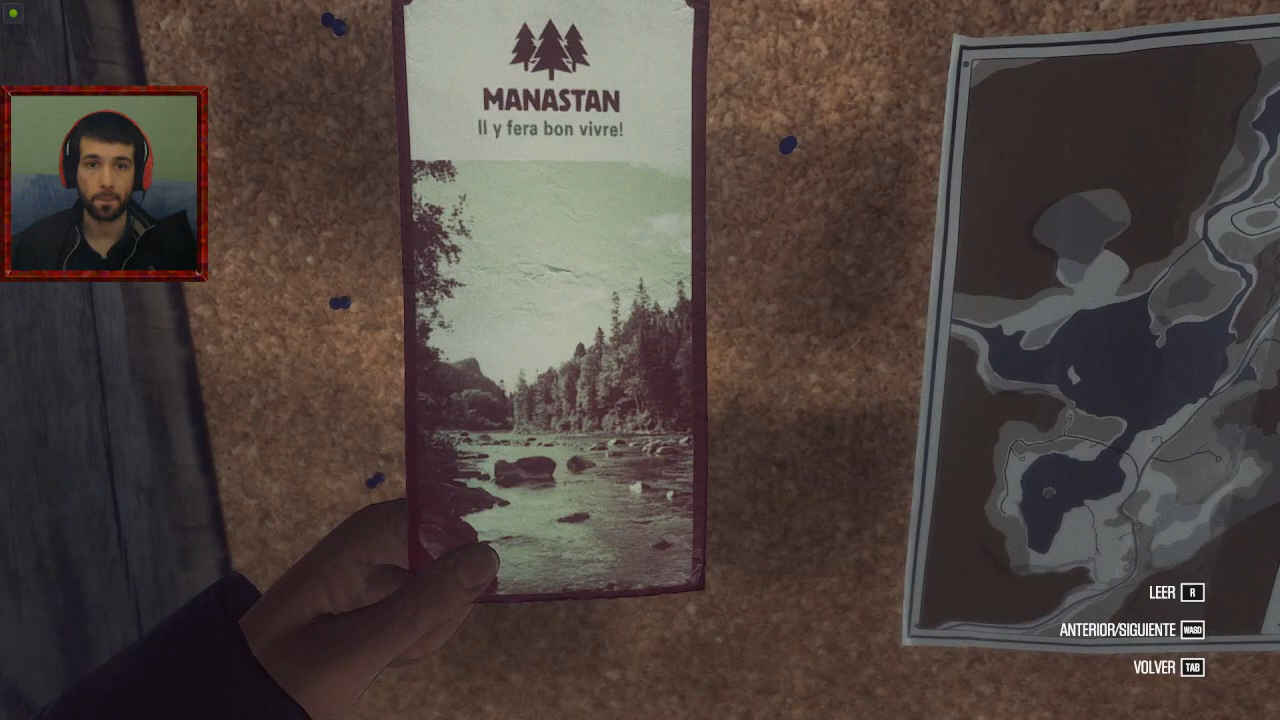 MANASTAN
Il y fera bon vivre!
LEER R
ANTERIOR/SIGUIENTE WASD
VOLVER TAB